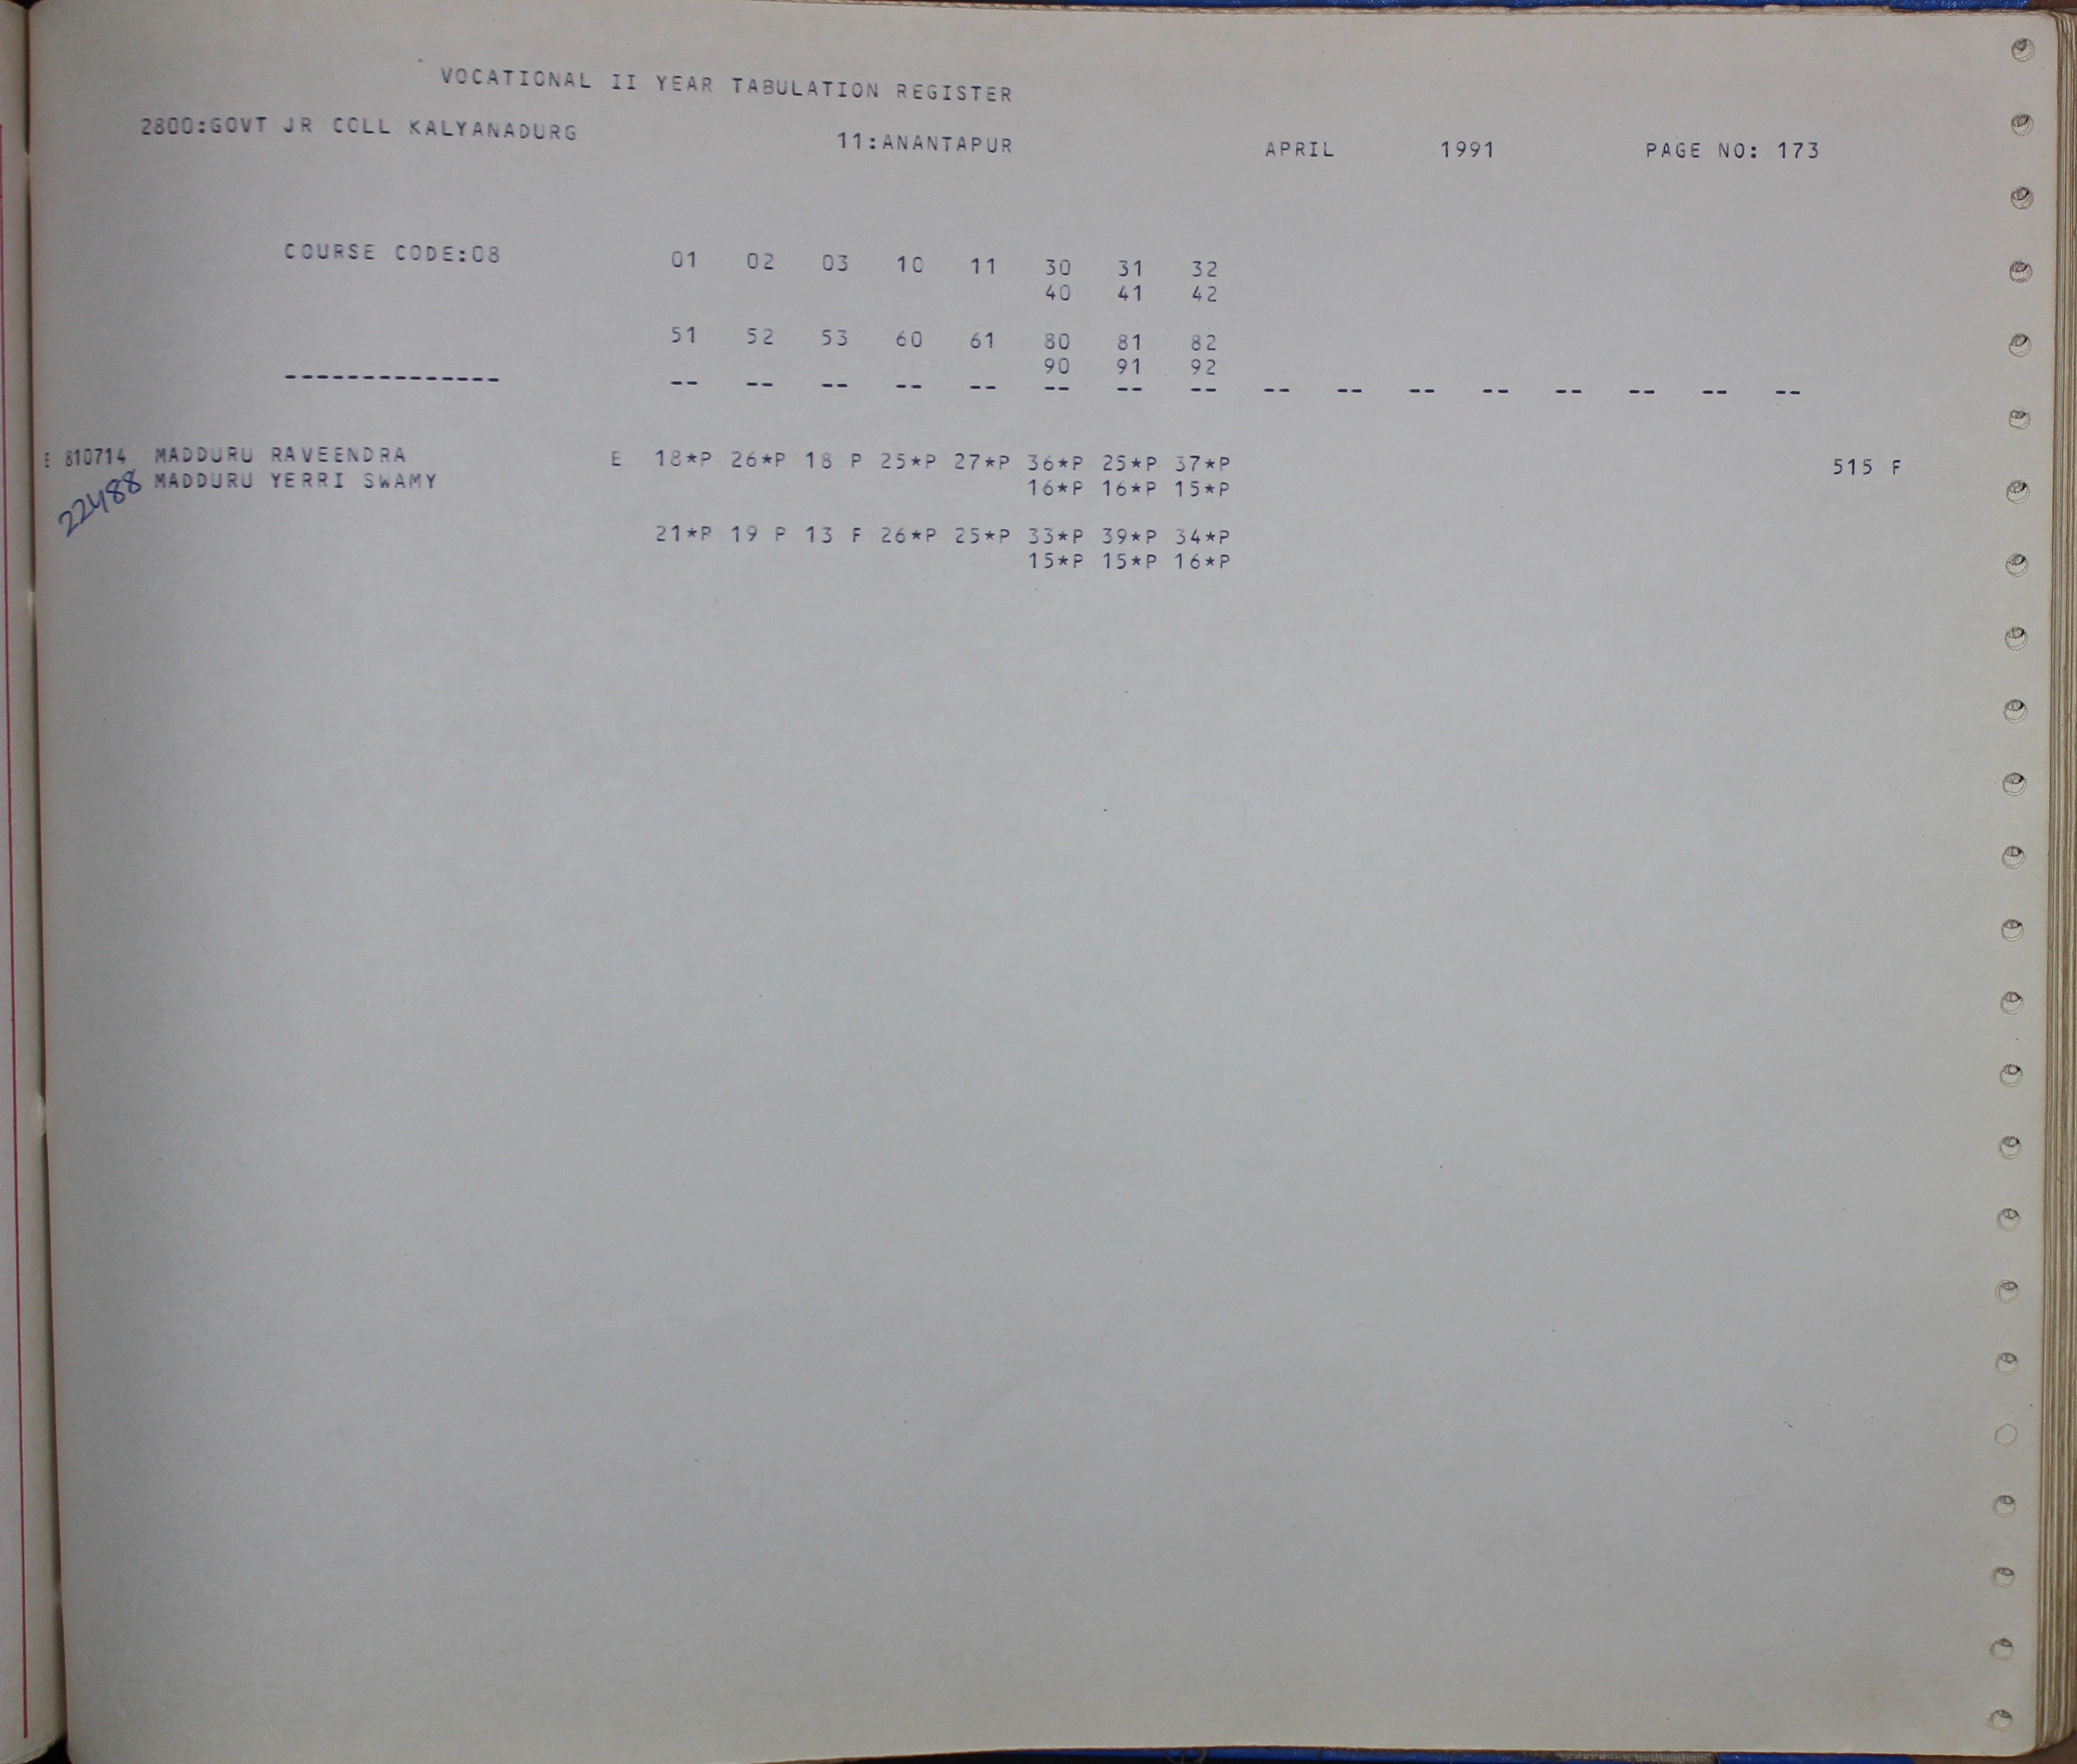 VOCATIONAL II YEAR TABULATION REGISTER
2800:GOVT JR COLL KALYANADURG 11:ANANTAPUR APRIL 1991 PAGE NO: 173
COURSE CODE:08 01 02 03 10 11 30 31 32
40 41 42
51 52 53 60 61 80 81 82
90 91 92
-------------- -- -- -- -- -- -- -- -- -- -- -- -- -- -- -- --
E 810714 MADDURU RAVEENDRA E 18*P 26*P 18 P 25*P 27*P 36*P 25*P 37*P 515 F
22488 MADDURU YERRI SWAMY 16*P 16*P 15*P
21*P 19 P 13 F 26*P 25*P 33*P 39*P 34*P
15*P 15*P 16*P